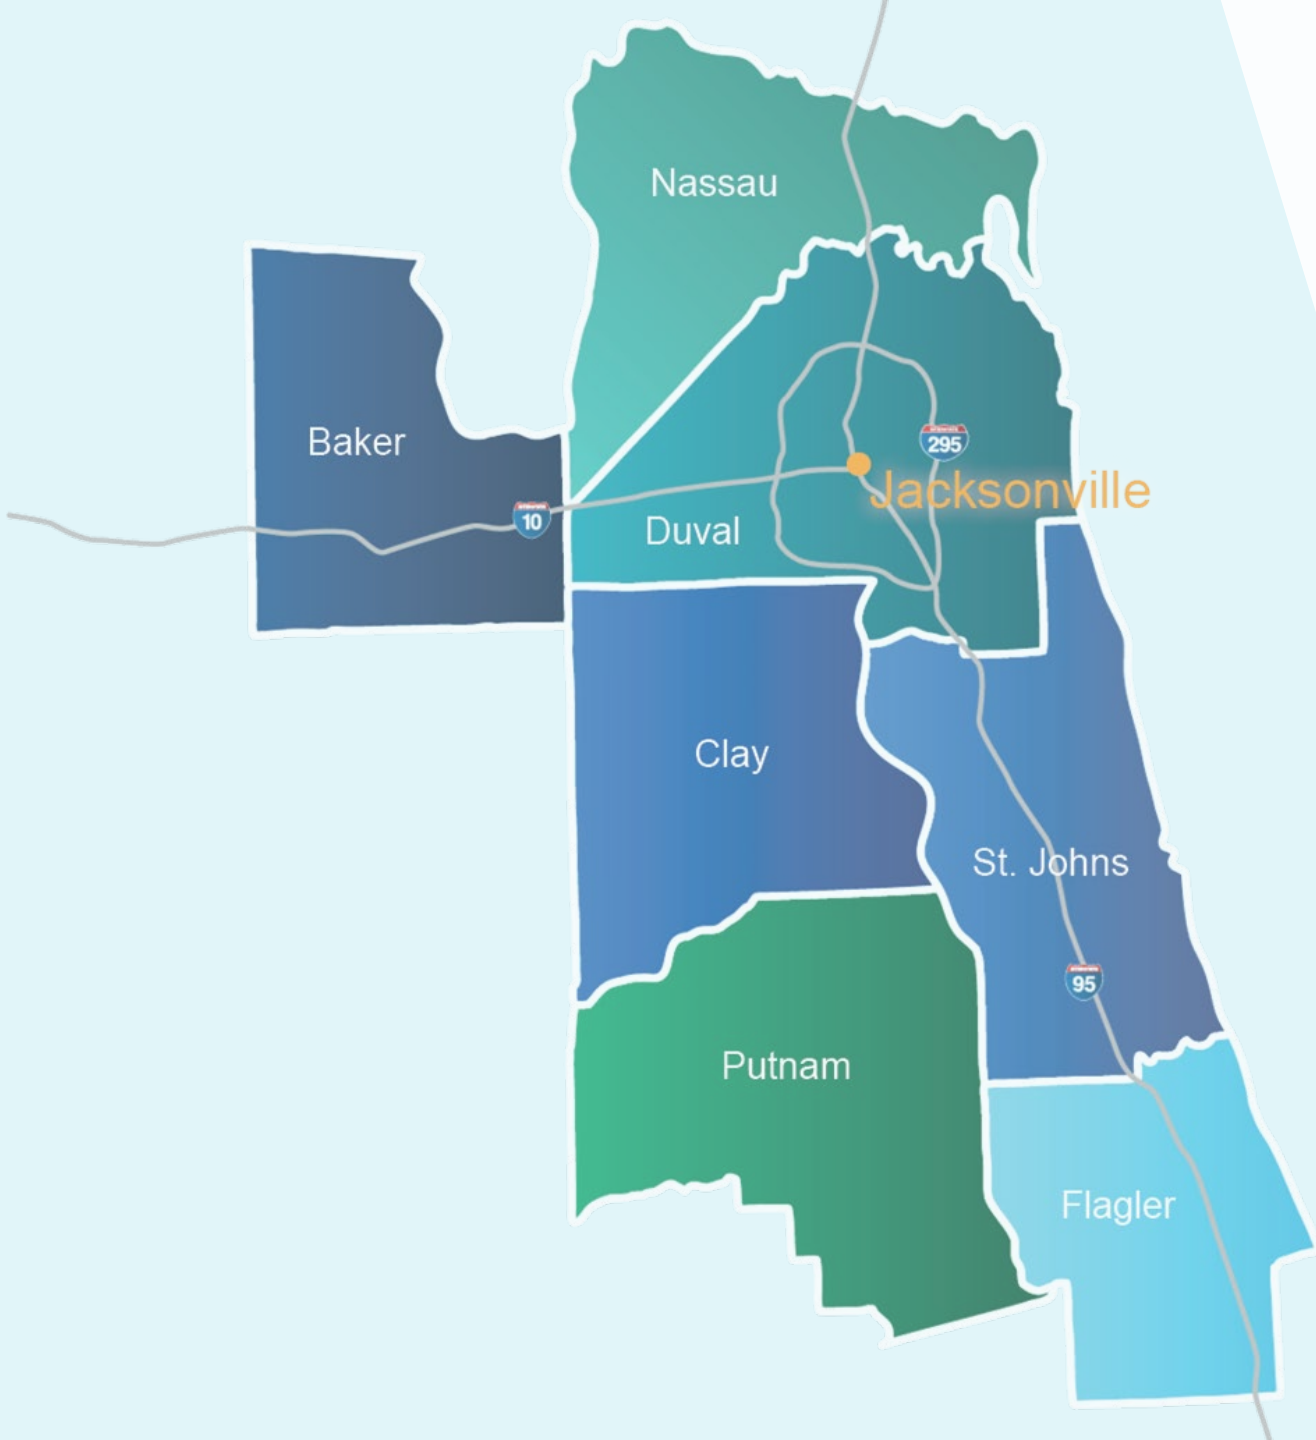 Nassau
Baker
295
Jacksonville
10
Duval
Clay
St. Johns
95
Putnam
Flagler